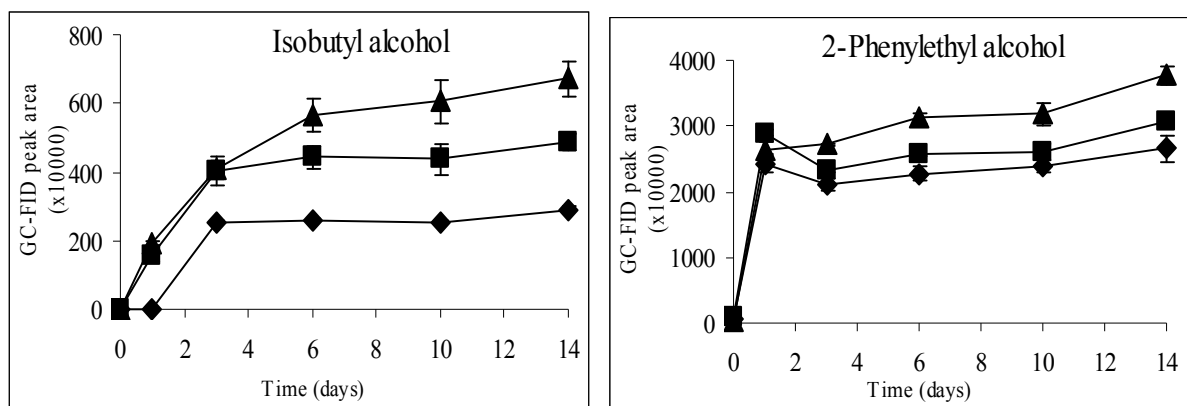 Isobutyl alcohol
GC-FID peak area
(x10000)
800
600
400
200
0
0 2 4 6 8 10 12 14
Time (days)
2-Phenylethyl alcohol
GC-FID peak area
(x10000)
4000
3000
2000
1000
0
0 2 4 6 8 10 12 14
Time (days)